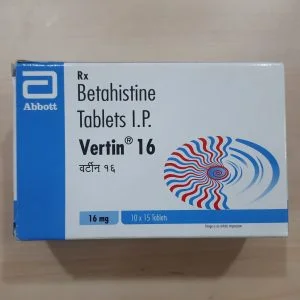 Abbott
Rx
Betahistine
Tablets I.P.
Vertin® 16
वर्टीन १६
16 mg
10 x 15 Tablets